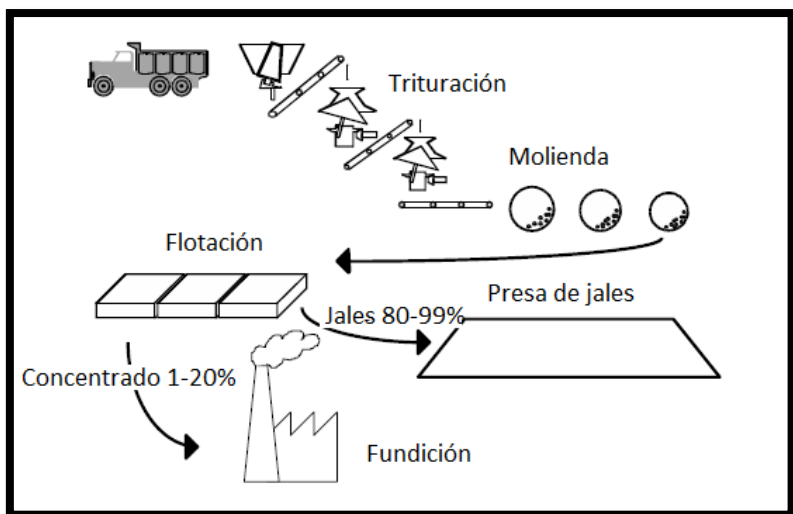 Trituración
Molienda
Flotación
Presa de jales
Jales 80-99%
Concentrado 1-20%
Fundición